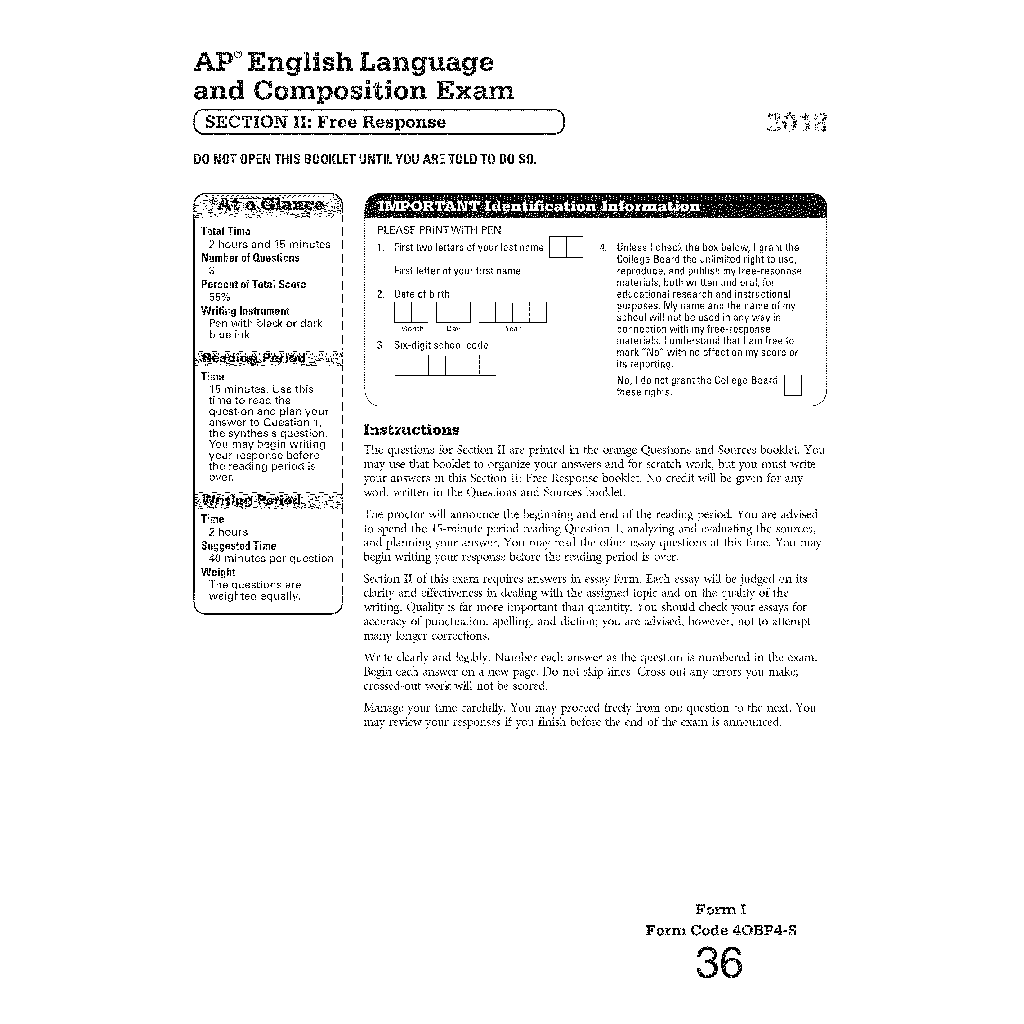 AP® English Language
and Composition Exam
SECTION II: Free Response
2018
DO NOT OPEN THIS BOOKLET UNTIL YOU ARE TOLD TO DO SO.
At a Glance
Total Time
2 hours and 15 minutes
Number of Questions
3
Percent of Total Score
55%
Writing Instrument
Pen with black or dark
blue ink
Reading Period
Time
15 minutes. Use this
time to read the
question and plan your
answer to Question 1,
the synthesis question.
You may begin writing
your response before
the reading period is
over.
Writing Period
Time
2 hours
Suggested Time
40 minutes per question
Weight
The questions are
weighted equally.
IMPORTANT Identification Information
PLEASE PRINT WITH PEN
1. First two letters of your last name
First letter of your first name
2. Date of birth
Month Day Year
3. Six-digit school code
4. Unless I check the box below, I grant the
College Board the unlimited right to use,
reproduce, and publish my free-response
materials, both written and oral, for
educational research and instructional
purposes. My name and the name of my
school will not be used in any way in
connection with my free-response
materials. I understand that I am free to
mark "No" with no effect on my score or
its reporting.
No, I do not grant the College Board
these rights.
Instructions
The questions for Section II are printed in the orange Questions and Sources booklet. You
may use that booklet to organize your answers and for scratch work, but you must write
your answers in this Section II: Free Response booklet. No credit will be given for any
work written in the Questions and Sources booklet.
The proctor will announce the beginning and end of the reading period. You are advised
to spend the 15-minute period reading Question 1, analyzing and evaluating the sources,
and planning your answer. You may read the other essay questions at this time. You may
begin writing your response before the reading period is over.
Section II of this exam requires answers in essay form. Each essay will be judged on its
clarity and effectiveness in dealing with the assigned topic and on the quality of the
writing. Quality is far more important than quantity. You should check your essays for
accuracy of punctuation, spelling, and diction; you are advised, however, not to attempt
many longer corrections.
Write clearly and legibly. Number each answer as the question is numbered in the exam.
Begin each answer on a new page. Do not skip lines. Cross out any errors you make;
crossed-out work will not be scored.
Manage your time carefully. You may proceed freely from one question to the next. You
may review your responses if you finish before the end of the exam is announced.
Form I
Form Code 4OBP4-S
36